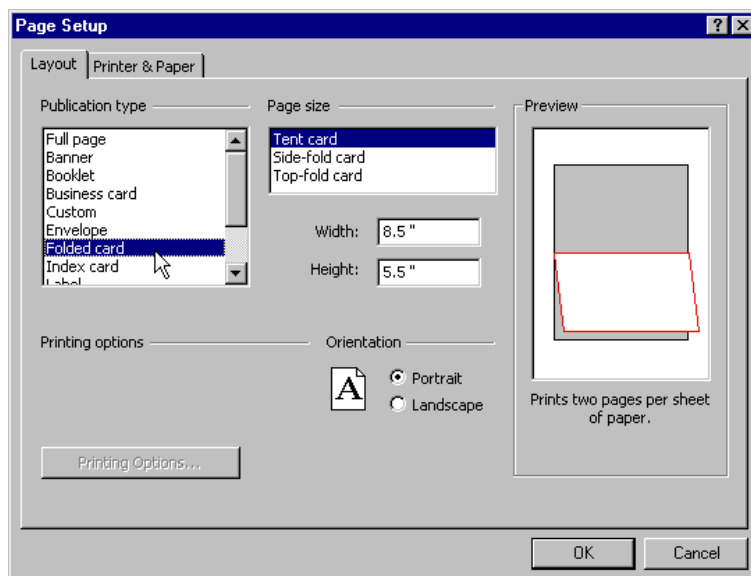 Page Setup
Layout
Printer & Paper
Publication type
Full page
Banner
Booklet
Business card
Custom
Envelope
Folded card
Index card
Label
Page size
Tent card
Side-fold card
Top-fold card
Width:
8.5 "
Height:
5.5 "
Preview
Prints two pages per sheet
of paper.
Printing options
Printing Options...
Orientation
A
Portrait
Landscape
OK
Cancel